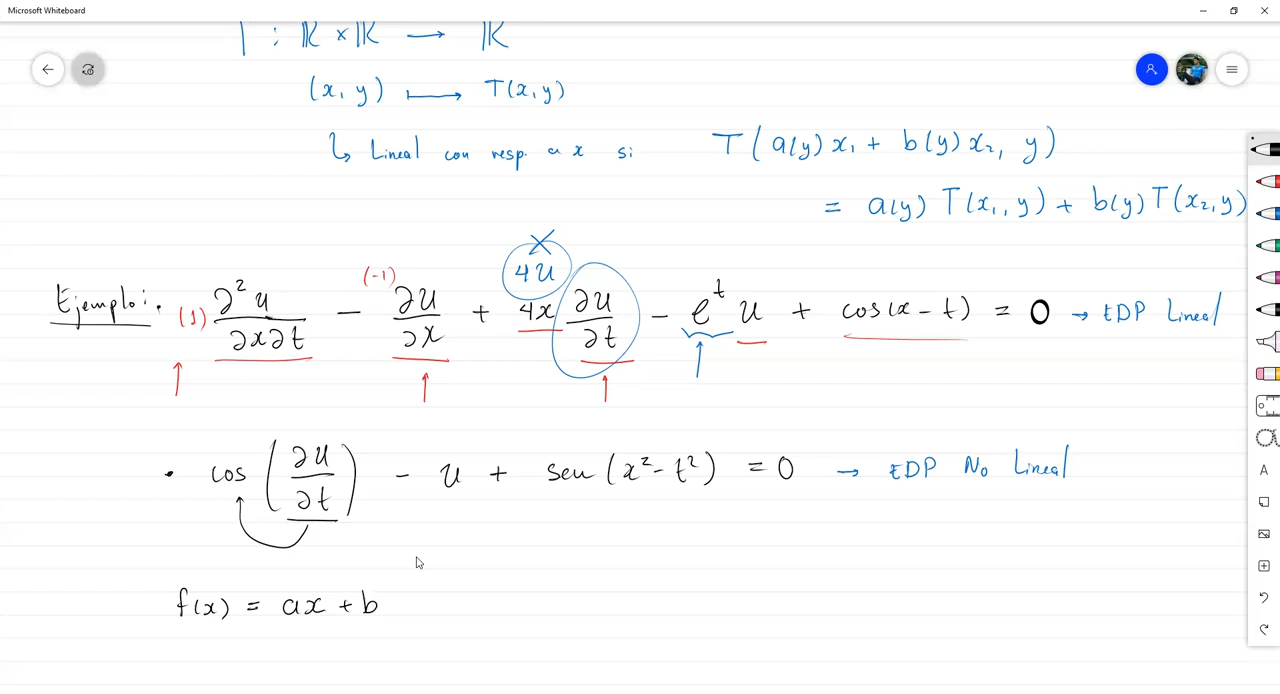 Microsoft Whiteboard
: ℝ × ℝ → ℝ
(x, y) ⟼ T(x, y)
↳ Lineal con resp. a x si T(a(y)x₁ + b(y)x₂, y)
= a(y) T(x₁, y) + b(y) T(x₂, y)
Ejemplo: • (1) ∂²u/∂x∂t − (-1) ∂u/∂x + 4x ∂u/∂t − eᵗ u + cos(x − t) = 0 → EDP Lineal
4u
• cos(∂u/∂t) − u + sen(x² − t²) = 0 → EDP No Lineal
f(x) = ax + b